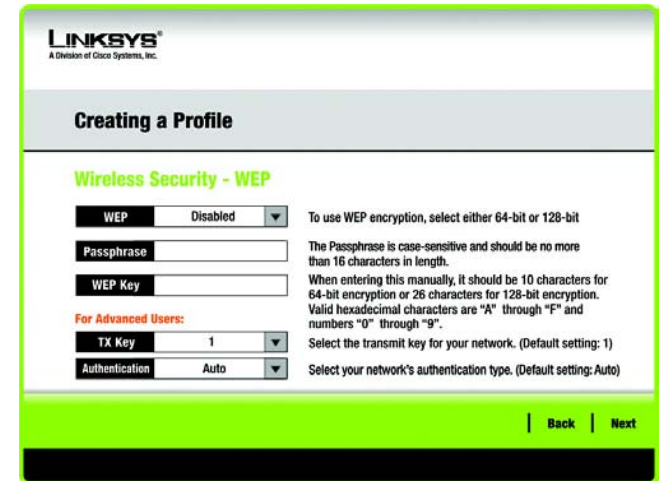 LINKSYS®
A Division of Cisco Systems, Inc.
Creating a Profile
Wireless Security - WEP
WEP Disabled To use WEP encryption, select either 64-bit or 128-bit
Passphrase The Passphrase is case-sensitive and should be no more
than 16 characters in length.
WEP Key When entering this manually, it should be 10 characters for
64-bit encryption or 26 characters for 128-bit encryption.
Valid hexadecimal characters are “A” through “F” and
numbers “0” through “9”.
For Advanced Users:
TX Key 1 Select the transmit key for your network. (Default setting: 1)
Authentication Auto Select your network's authentication type. (Default setting: Auto)
Back Next